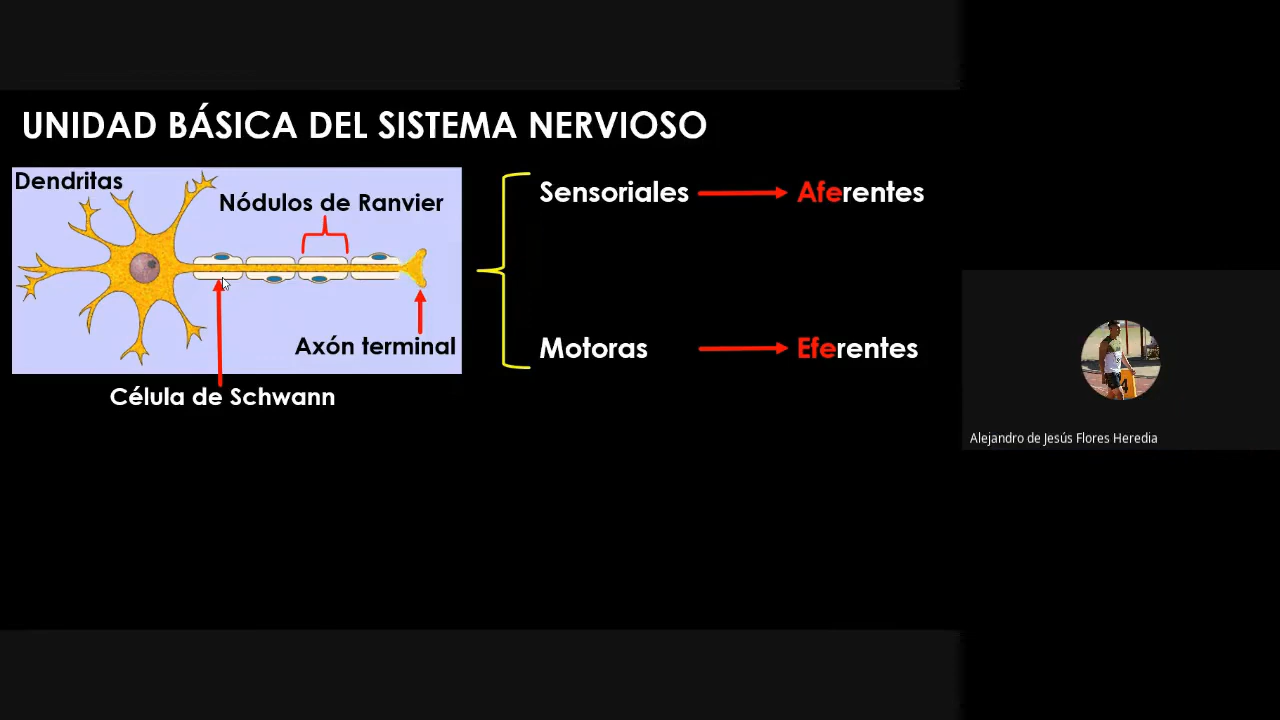 UNIDAD BÁSICA DEL SISTEMA NERVIOSO
Dendritas
Nódulos de Ranvier
Axón terminal
Célula de Schwann
Sensoriales
Aferentes
Motoras
Eferentes
4
Alejandro de Jesús Flores Heredia